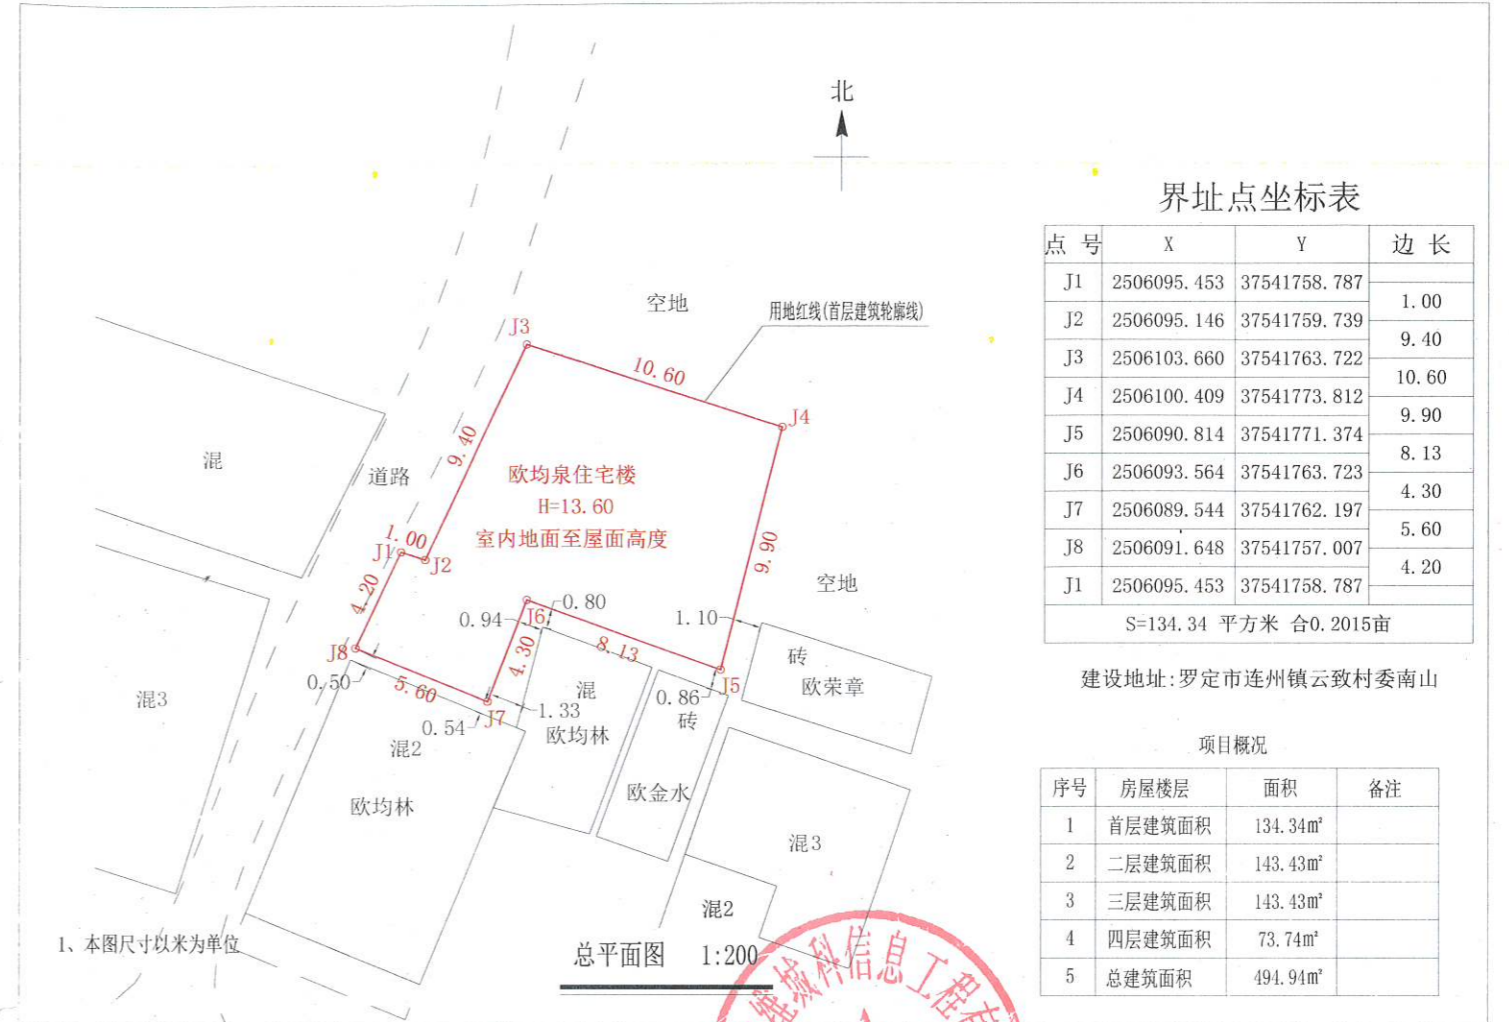 北
界址点坐标表
点 号 X Y 边 长
J1 2506095.453 37541758.787
1.00
J2 2506095.146 37541759.739
9.40
J3 2506103.660 37541763.722
10.60
J4 2506100.409 37541773.812
9.90
J5 2506090.814 37541771.374
8.13
J6 2506093.564 37541763.723
4.30
J7 2506089.544 37541762.197
5.60
J8 2506091.648 37541757.007
4.20
J1 2506095.453 37541758.787
S=134.34 平方米 合0.2015亩
建设地址:罗定市连州镇云致村委南山
项目概况
序号 房屋楼层 面积 备注
1 首层建筑面积 134.34㎡
2 二层建筑面积 143.43㎡
3 三层建筑面积 143.43㎡
4 四层建筑面积 73.74㎡
5 总建筑面积 494.94㎡
空地
用地红线(首层建筑轮廓线)
J3
10.60
J4
9.40
混
道路
欧均泉住宅楼
H=13.60
室内地面至屋面高度
1.00
J1
J2
9.90
空地
4.20
0.80
0.94
J6
1.10
8.13
4.30
J8
砖
欧荣章
0.50
5.60
J5
0.86
混
混3
J7
1.33
0.54
砖
欧均林
混2
欧金水
欧均林
混3
混2
1、本图尺寸以米为单位
总平面图 1:200
维城科信息工程有